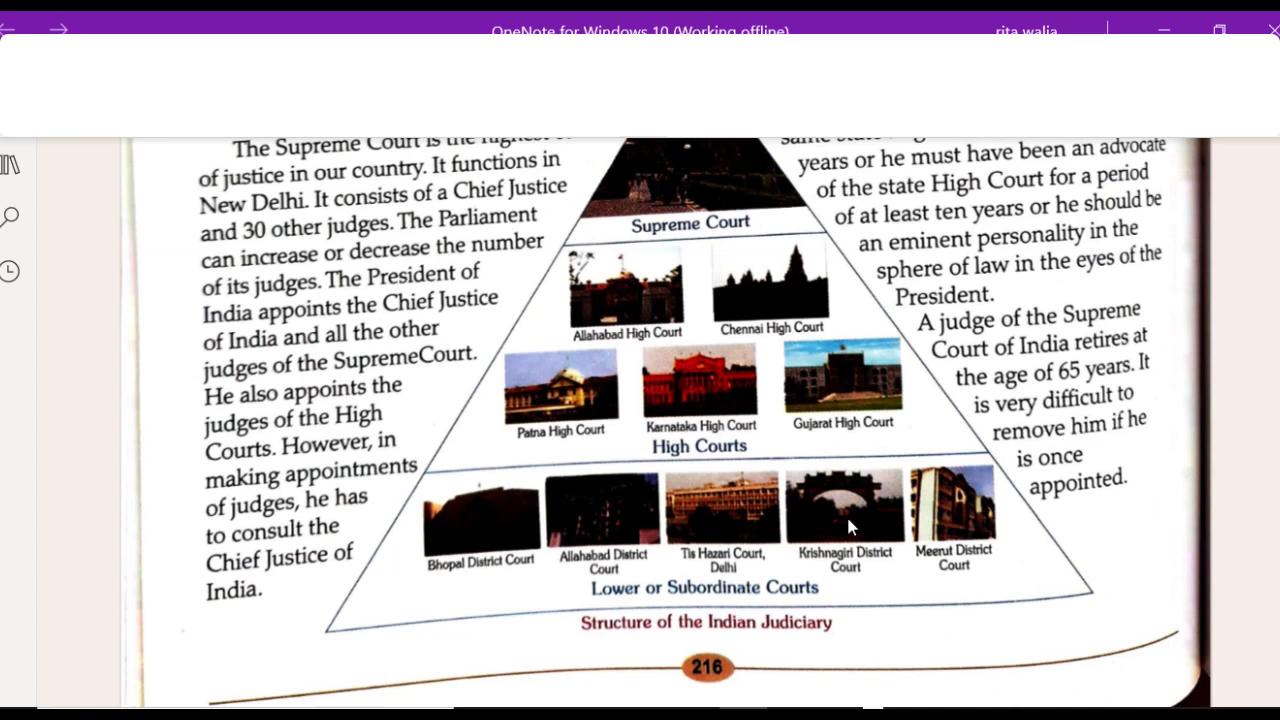 OneNote for Windows 10 (Working offline)
rita walia
The Supreme Court is the highest
of justice in our country. It functions in
New Delhi. It consists of a Chief Justice
and 30 other judges. The Parliament
can increase or decrease the number
of its judges. The President of
India appoints the Chief Justice
of India and all the other
judges of the SupremeCourt.
He also appoints the
judges of the High
Courts. However, in
making appointments
of judges, he has
to consult the
Chief Justice of
India.
Supreme Court
Allahabad High Court
Chennai High Court
Patna High Court
Karnataka High Court
Gujarat High Court
High Courts
Bhopal District Court
Allahabad District
Court
Tis Hazari Court,
Delhi
Krishnagiri District
Court
Meerut District
Court
Lower or Subordinate Courts
Structure of the Indian Judiciary
same state
years or he must have been an advocate
of the state High Court for a period
of at least ten years or he should be
an eminent personality in the
sphere of law in the eyes of the
President.
A judge of the Supreme
Court of India retires at
the age of 65 years. It
is very difficult to
remove him if he
is once
appointed.
216